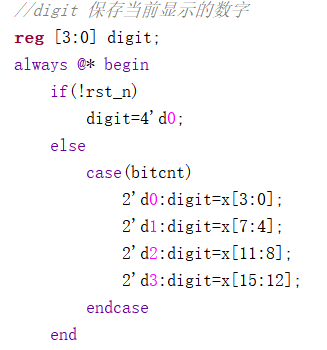 //digit 保存当前显示的数字
reg [3:0] digit;
always @* begin
if(!rst_n)
digit=4'd0;
else
case(bitcnt)
2'd0:digit=x[3:0];
2'd1:digit=x[7:4];
2'd2:digit=x[11:8];
2'd3:digit=x[15:12];
endcase
end